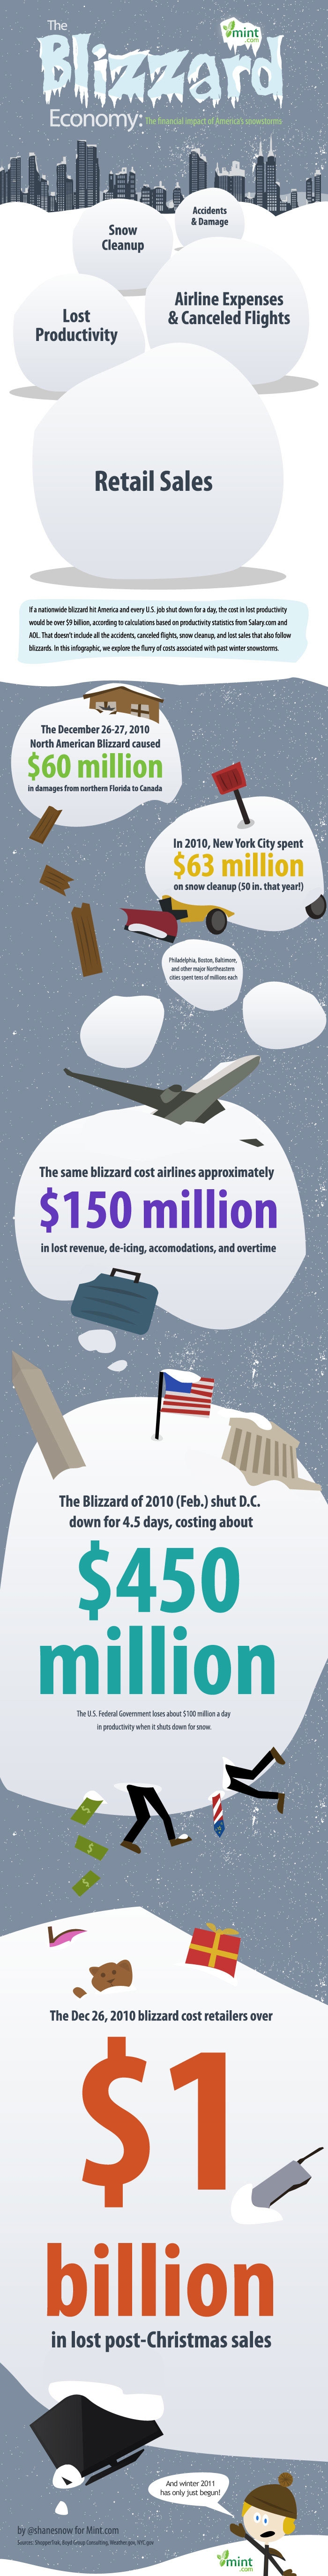 The
mint
.com
Blizzard
Economy: The financial impact of America's snowstorms
Accidents
& Damage
Snow
Cleanup
Airline Expenses
& Canceled Flights
Lost
Productivity
Retail Sales
If a nationwide blizzard hit America and every U.S. job shut down for a day, the cost in lost productivity
would be over $9 billion, according to calculations based on productivity statistics from Salary.com and
AOL. That doesn't include all the accidents, canceled flights, snow cleanup, and lost sales that also follow
blizzards. In this infographic, we explore the flurry of costs associated with past winter snowstorms.
The December 26-27, 2010
North American Blizzard caused
$60 million
in damages from northern Florida to Canada
In 2010, New York City spent
$63 million
on snow cleanup (50 in. that year!)
Philadelphia, Boston, Baltimore,
and other major Northeastern
cities spent tens of millions each
The same blizzard cost airlines approximately
$150 million
in lost revenue, de-icing, accomodations, and overtime
The Blizzard of 2010 (Feb.) shut D.C.
down for 4.5 days, costing about
$450
million
The U.S. Federal Government loses about $100 million a day
in productivity when it shuts down for snow.
$
$
$
The Dec 26, 2010 blizzard cost retailers over
$1
billion
in lost post-Christmas sales
And winter 2011
has only just begun!
by @shanesnow for Mint.com
Sources: ShopperTrak, Boyd Group Consulting, Weather.gov, NYC.gov
mint
.com